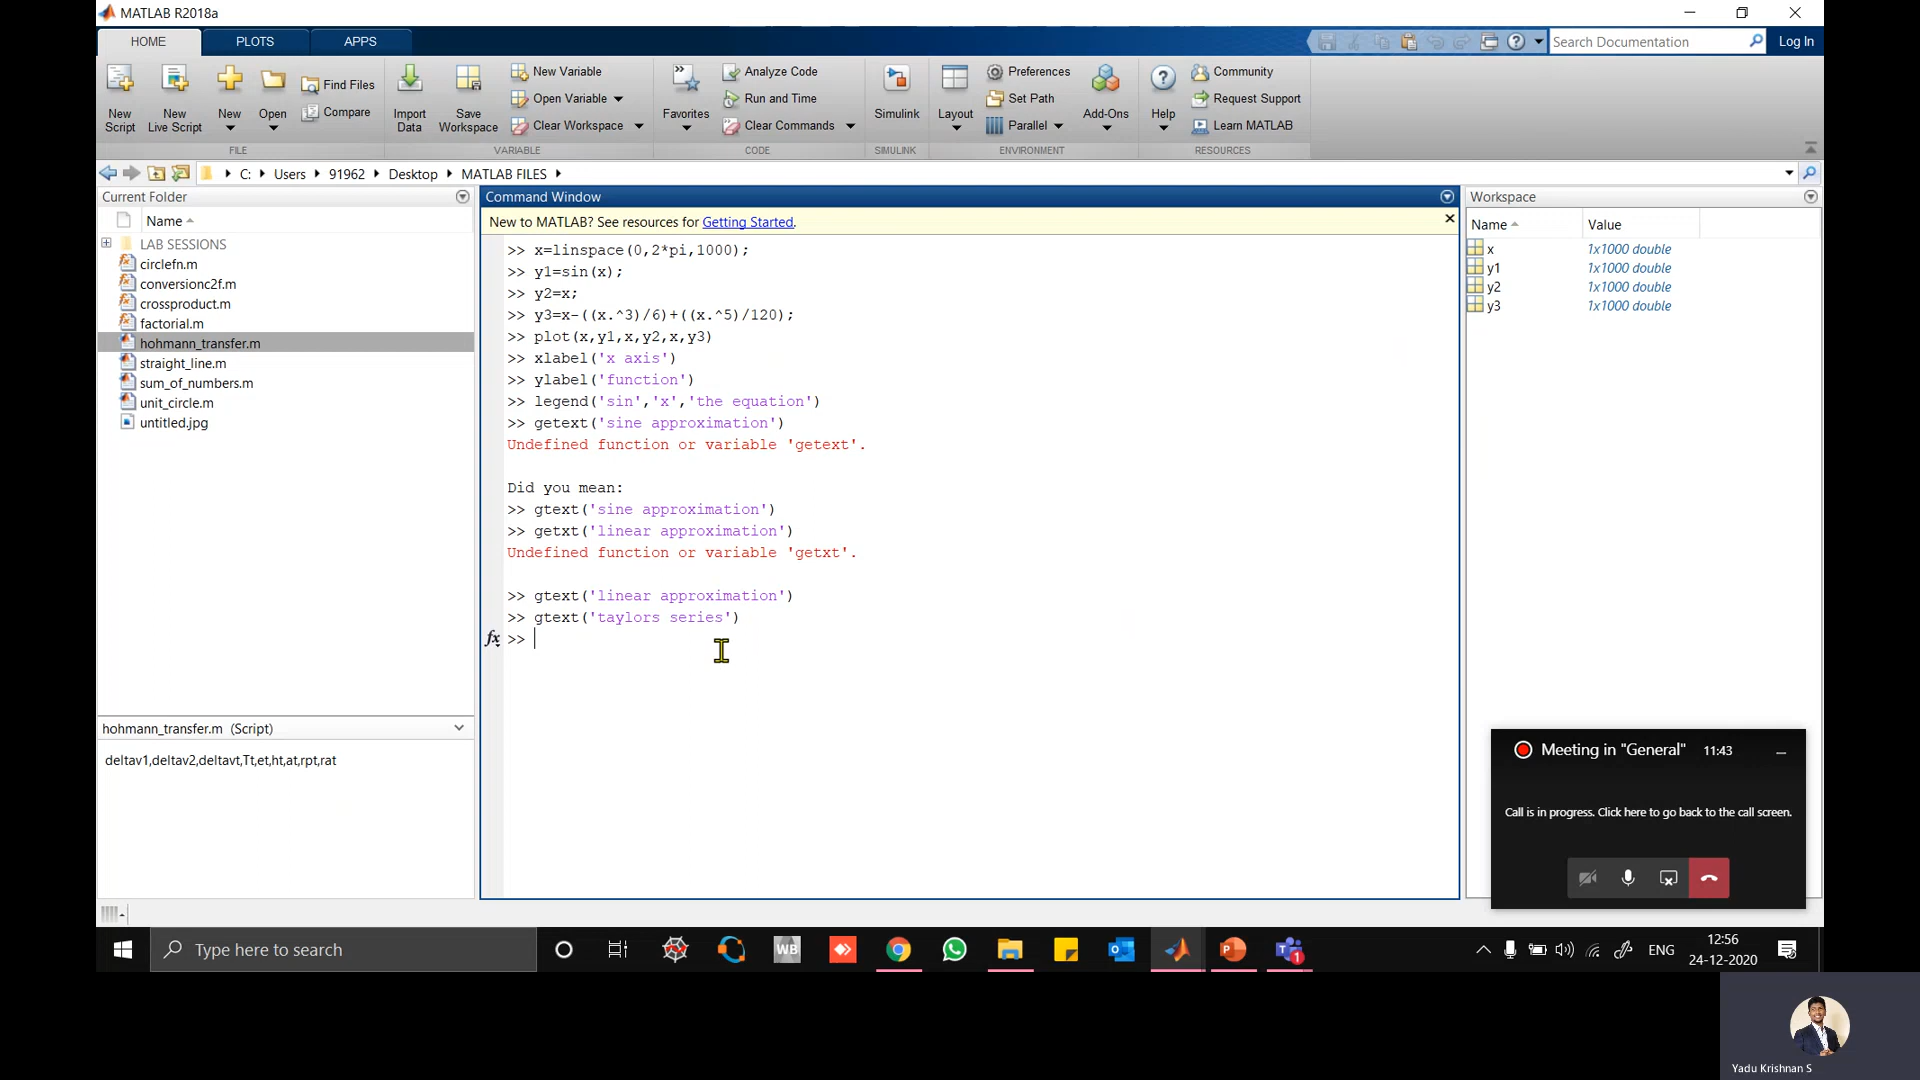 MATLAB R2018a
HOME PLOTS APPS
Search Documentation
Log In
New Script
New Live Script
New
Open
Find Files
Compare
Import Data
Save Workspace
New Variable
Open Variable
Clear Workspace
Favorites
Analyze Code
Run and Time
Clear Commands
Simulink
Layout
Preferences
Set Path
Parallel
Add-Ons
Help
Community
Request Support
Learn MATLAB
FILE VARIABLE CODE SIMULINK ENVIRONMENT RESOURCES
C: Users 91962 Desktop MATLAB FILES
Current Folder
Name
LAB SESSIONS
circlefn.m
conversionc2f.m
crossproduct.m
factorial.m
hohmann_transfer.m
straight_line.m
sum_of_numbers.m
unit_circle.m
untitled.jpg
hohmann_transfer.m (Script)
deltav1,deltav2,deltavt,Tt,et,ht,at,rpt,rat
Command Window
New to MATLAB? See resources for Getting Started.
>> x=linspace(0,2*pi,1000);
>> y1=sin(x);
>> y2=x;
>> y3=x-((x.^3)/6)+((x.^5)/120);
>> plot(x,y1,x,y2,x,y3)
>> xlabel('x axis')
>> ylabel('function')
>> legend('sin','x','the equation')
>> getext('sine approximation')
Undefined function or variable 'getext'.
Did you mean:
>> gtext('sine approximation')
>> getxt('linear approximation')
Undefined function or variable 'getxt'.
>> gtext('linear approximation')
>> gtext('taylors series')
fx >>
Workspace
Name Value
x 1x1000 double
y1 1x1000 double
y2 1x1000 double
y3 1x1000 double
Meeting in "General" 11:43
Call is in progress. Click here to go back to the call screen.
Type here to search
WB
1
ENG
12:56
24-12-2020
Yadu Krishnan S